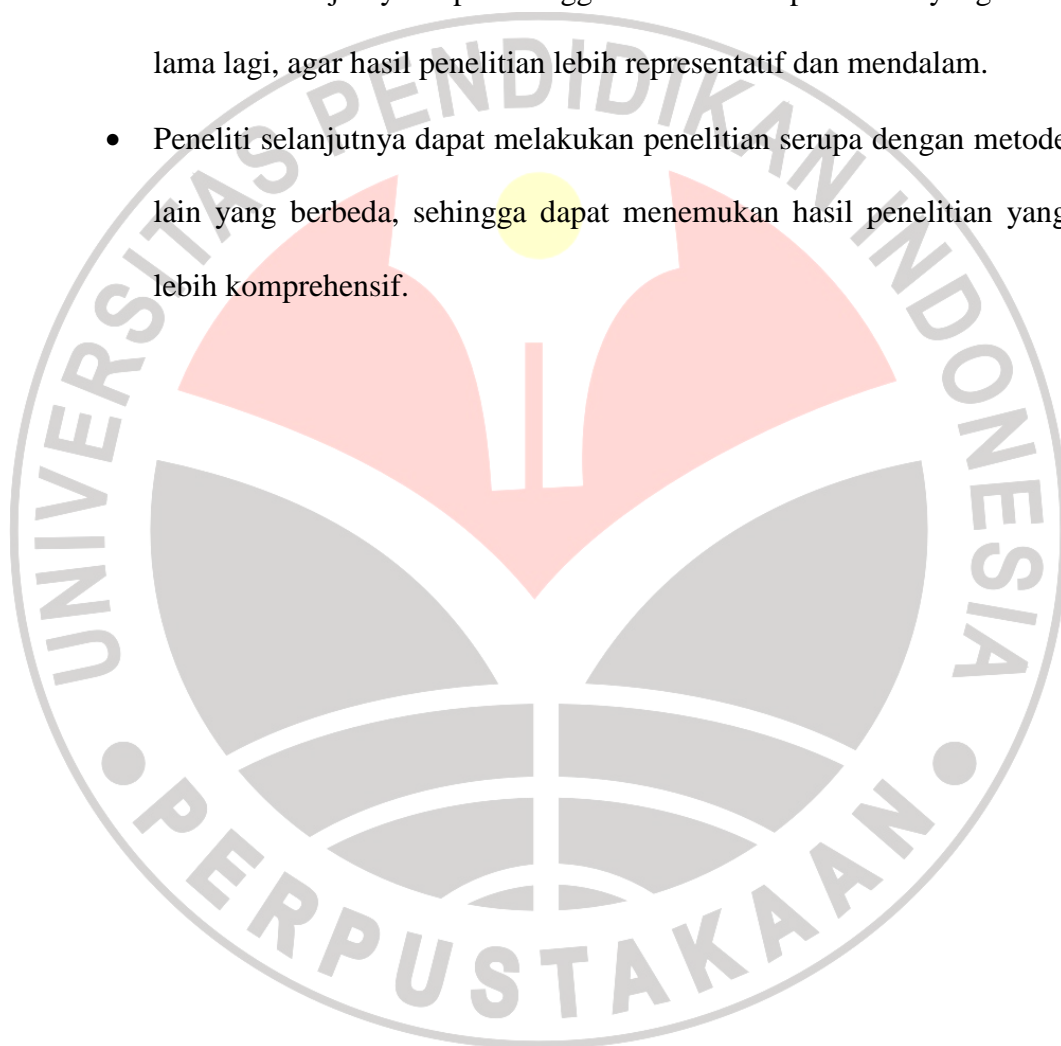 lama lagi, agar hasil penelitian lebih representatif dan mendalam.
• Peneliti selanjutnya dapat melakukan penelitian serupa dengan metode
lain yang berbeda, sehingga dapat menemukan hasil penelitian yang
lebih komprehensif.
UNIVERSITAS PENDIDIKAN INDONESIA
• PERPUSTAKAAN •